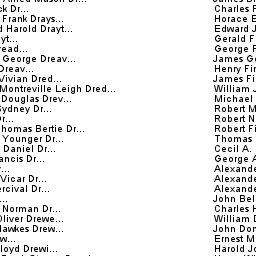 ck Dr... Charles F
Frank Drays... Horace E
d Harold Drayt... Edward J
yt... Gerald F
read... George F
George Dreav... James Ge
Dreav... Henry Fir
Vivian Dred... James Fi
Montreville Leigh Dred... William J
Douglas Drev... Michael
Sydney Dr... Robert M
Dr... Robert N
Thomas Bertie Dr... Robert Fi
Younger Dr... Thomas
Daniel Dr... Cecil A.
ancis Dr... George A
... Alexande
Vicar Dr... Alexande
ercival Dr... Alexande
... John Bel
Norman Dr... Charles H
Oliver Drewe... William D
Hawkes Drew... John Don
w... Ernest M
loyd Drewi... Harold Jo